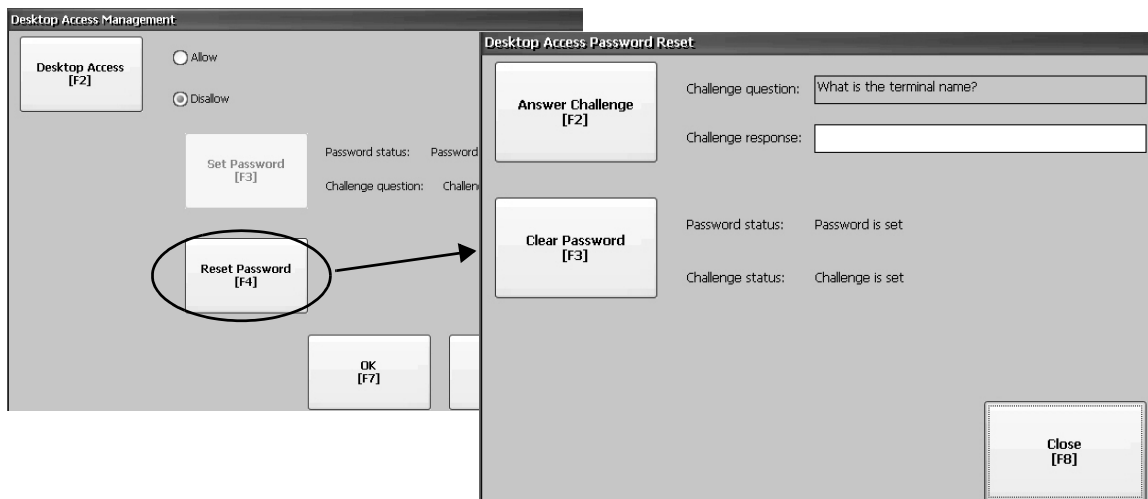 Desktop Access Management
Desktop Access
[F2]
Allow
Disallow
Set Password
[F3]
Password status: Password
Challenge question: Challen
Reset Password
[F4]
OK
[F7]
Desktop Access Password Reset
Answer Challenge
[F2]
Challenge question: What is the terminal name?
Challenge response:
Clear Password
[F3]
Password status: Password is set
Challenge status: Challenge is set
Close
[F8]